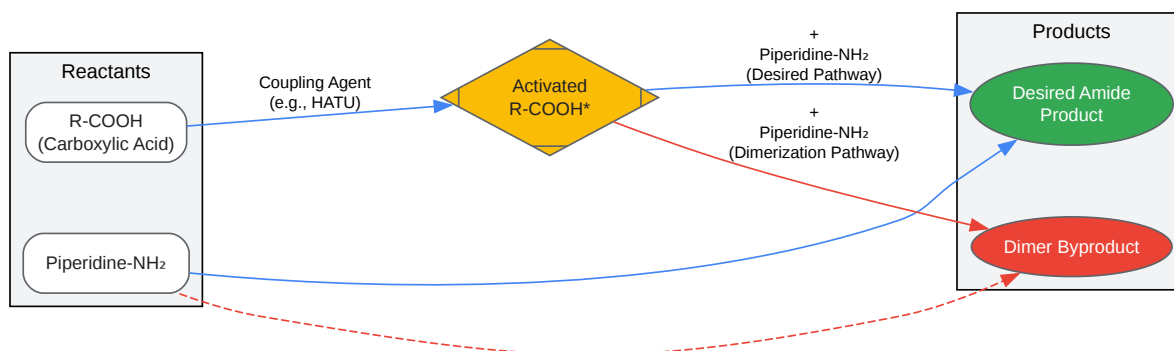 Reactants
R-COOH
(Carboxylic Acid)
Piperidine-NH₂
Coupling Agent
(e.g., HATU)
Activated
R-COOH*
+
Piperidine-NH₂
(Desired Pathway)
+
Piperidine-NH₂
(Dimerization Pathway)
Products
Desired Amide
Product
Dimer Byproduct